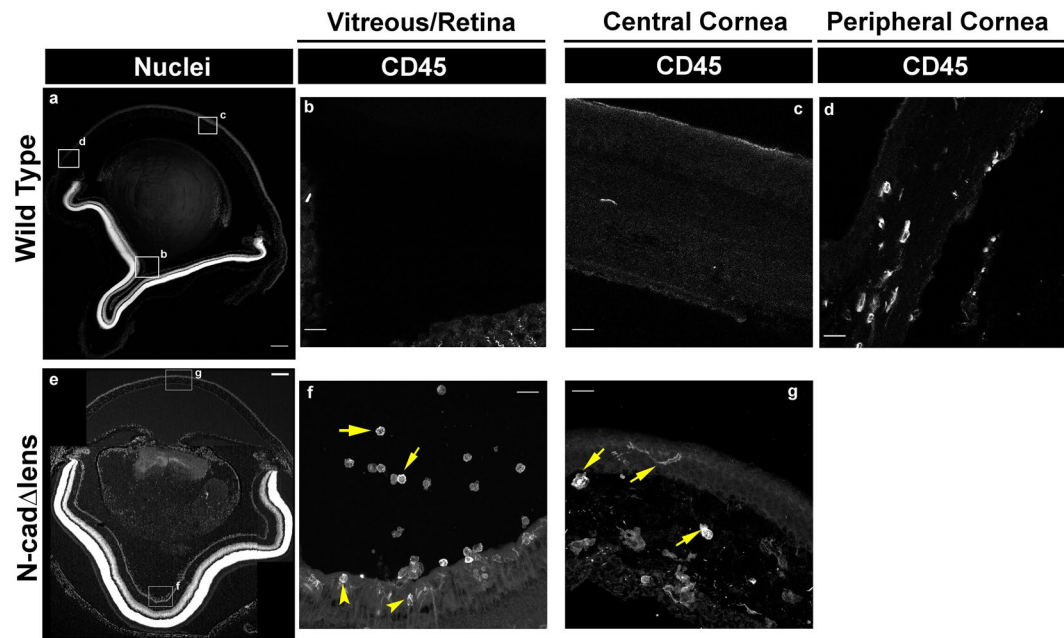 Vitreous/Retina
Central Cornea
Peripheral Cornea
Nuclei
CD45
CD45
CD45
Wild Type
a
c
d
b
b
c
d
N-cadΔlens
e
g
f
f
g